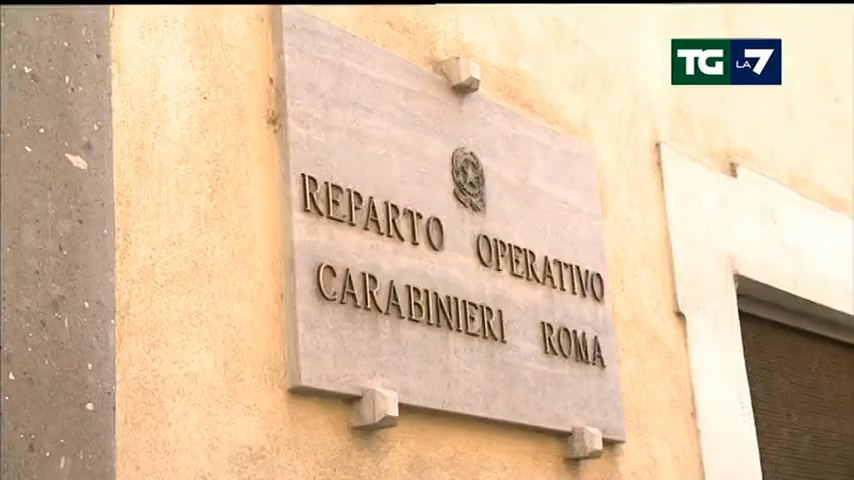 TG LA7
REPARTO OPERATIVO
CARABINIERI ROMA